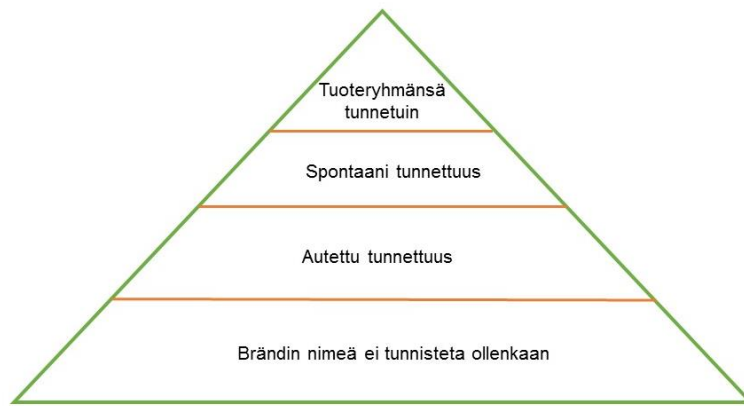 Tuoteryhmänsä
tunnetuin
Spontaani tunnettuus
Autettu tunnettuus
Brändin nimeä ei tunnisteta ollenkaan